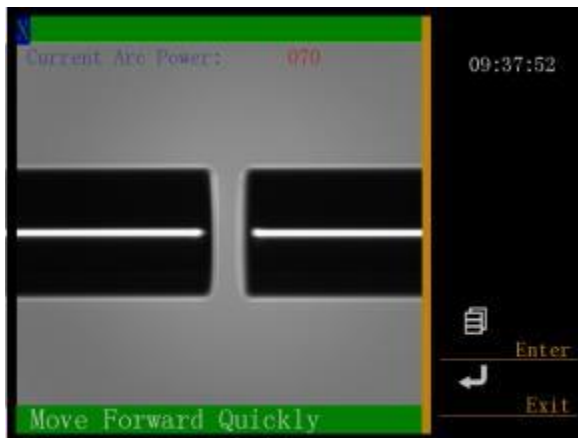 X
Current Arc Power: 070
09:37:52
Enter
Exit
Move Forward Quickly